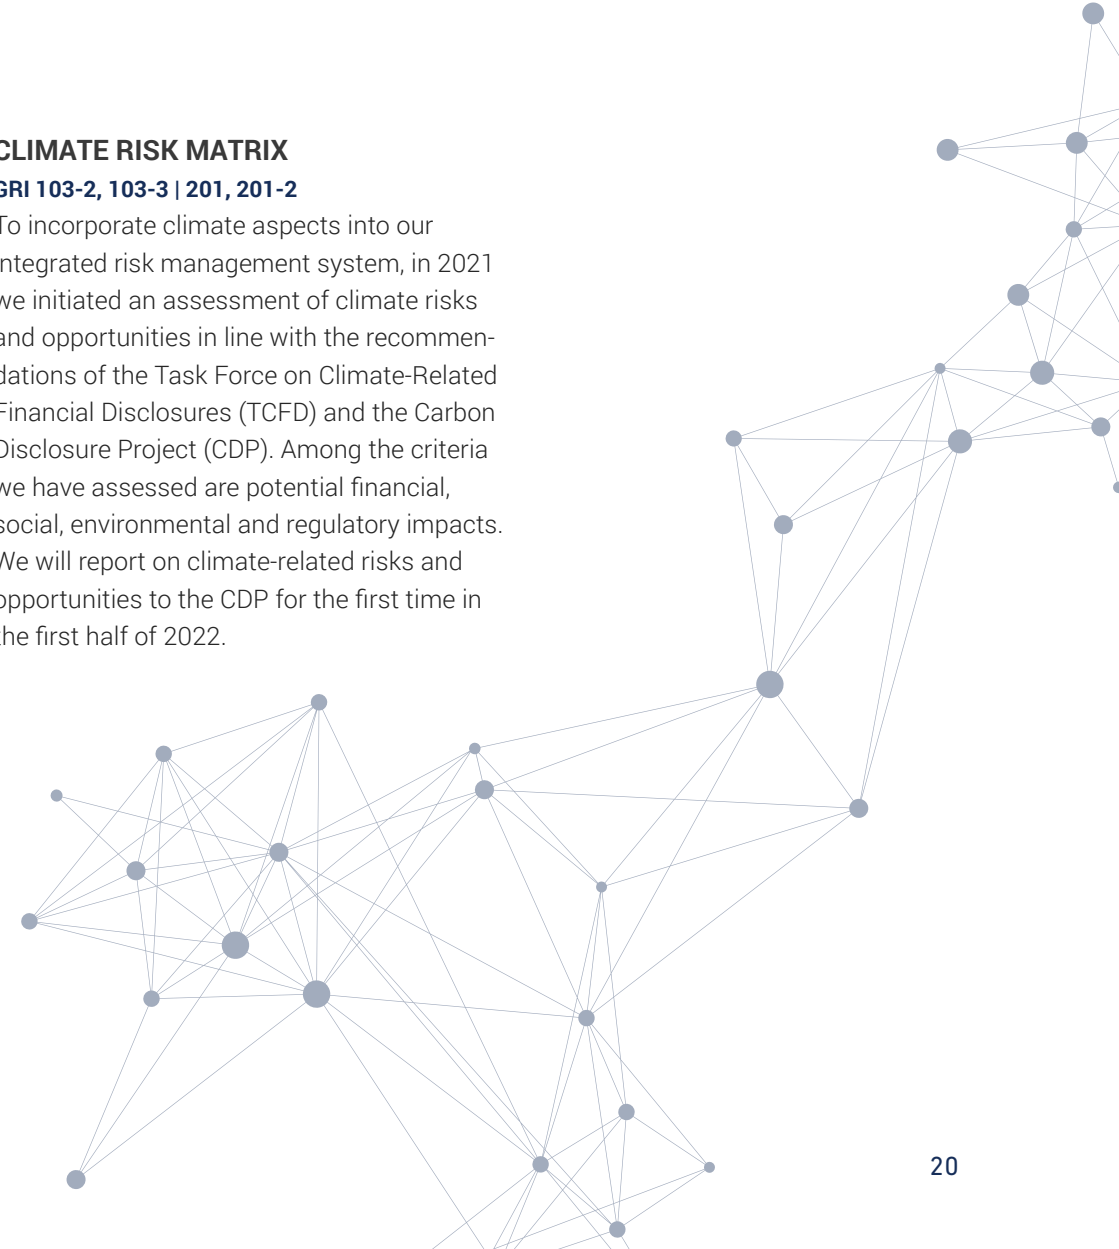 CLIMATE RISK MATRIX
GRI 103-2, 103-3 | 201, 201-2
To incorporate climate aspects into our
integrated risk management system, in 2021
we initiated an assessment of climate risks
and opportunities in line with the recommen-
dations of the Task Force on Climate-Related
Financial Disclosures (TCFD) and the Carbon
Disclosure Project (CDP). Among the criteria
we have assessed are potential financial,
social, environmental and regulatory impacts.
We will report on climate-related risks and
opportunities to the CDP for the first time in
the first half of 2022.
20